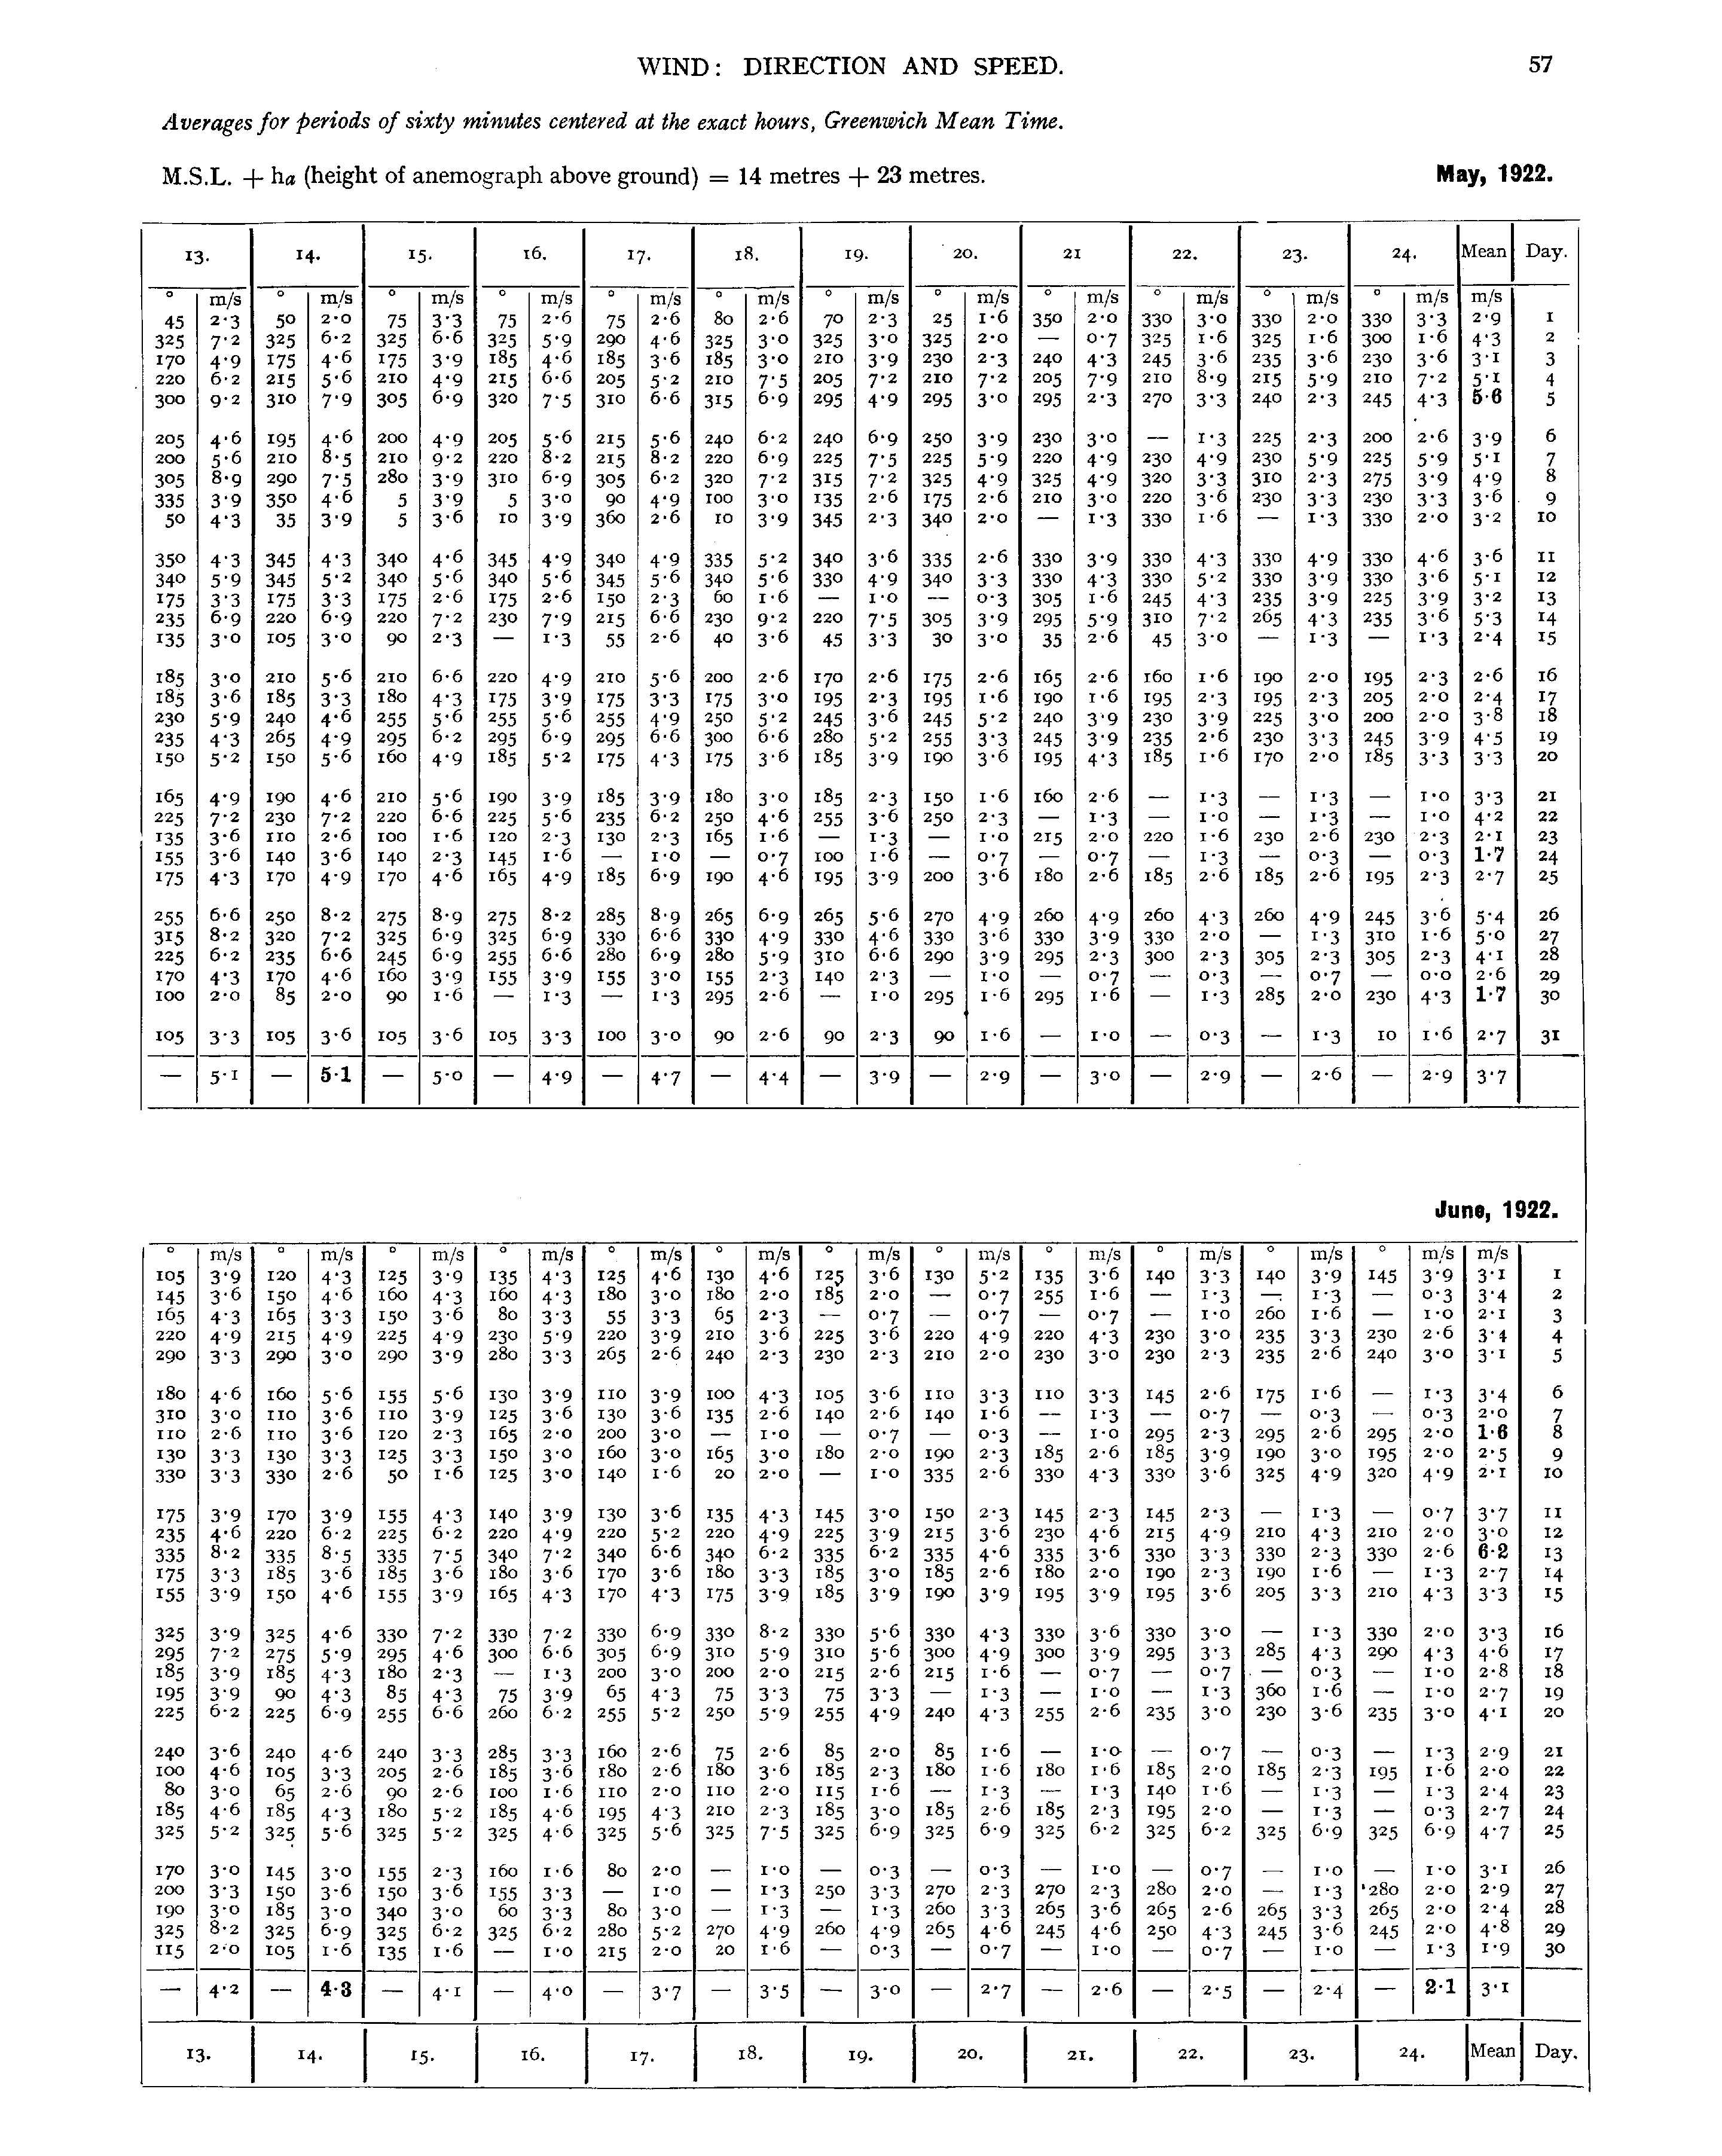 WIND: DIRECTION AND SPEED. 57
Averages for periods of sixty minutes centered at the exact hours, Greenwich Mean Time.
M.S.L. + ha (height of anemograph above ground) = 14 metres + 23 metres. May, 1922.
13. 14. 15. 16. 17. 18. 19. 20. 21 22. 23. 24. Mean Day.
° m/s ° m/s ° m/s ° m/s ° m/s ° m/s ° m/s ° m/s ° m/s ° m/s ° m/s ° m/s m/s
45 2·3 50 2·0 75 3·3 75 2·6 75 2·6 80 2·6 70 2·3 25 1·6 350 2·0 330 3·0 330 2·0 330 3·3 2·9 1
325 7·2 325 6·2 325 6·6 325 5·9 290 4·6 325 3·0 325 3·0 325 2·0 — 0·7 325 1·6 325 1·6 300 1·6 4·3 2
170 4·9 175 4·6 175 3·9 185 4·6 185 3·6 185 3·0 210 3·9 230 2·3 240 4·3 245 3·6 235 3·6 230 3·6 3·1 3
220 6·2 215 5·6 210 4·9 215 6·6 205 5·2 210 7·5 205 7·2 210 7·2 205 7·9 210 8·9 215 5·9 210 7·2 5·1 4
300 9·2 310 7·9 305 6·9 320 7·5 310 6·6 315 6·9 295 4·9 295 3·0 295 2·3 270 3·3 240 2·3 245 4·3 5·6 5
205 4·6 195 4·6 200 4·9 205 5·6 215 5·6 240 6·2 240 6·9 250 3·9 230 3·0 — 1·3 225 2·3 200 2·6 3·9 6
200 5·6 210 8·5 210 9·2 220 8·2 215 8·2 220 6·9 225 7·5 225 5·9 220 4·9 230 4·9 230 5·9 225 5·9 5·1 7
305 8·9 290 7·5 280 3·9 310 6·9 305 6·2 320 7·2 315 7·2 325 4·9 325 4·9 320 3·3 310 2·3 275 3·9 4·9 8
335 3·9 350 4·6 5 3·9 5 3·0 90 4·9 100 3·0 135 2·6 175 2·6 210 3·0 220 3·6 230 3·3 230 3·3 3·6 9
50 4·3 35 3·9 5 3·6 10 3·9 360 2·6 10 3·9 345 2·3 340 2·0 — 1·3 330 1·6 — 1·3 330 2·0 3·2 10
350 4·3 345 4·3 340 4·6 345 4·9 340 4·9 335 5·2 340 3·6 335 2·6 330 3·9 330 4·3 330 4·9 330 4·6 3·6 11
340 5·9 345 5·2 340 5·6 340 5·6 345 5·6 340 5·6 330 4·9 340 3·3 330 4·3 330 5·2 330 3·9 330 3·6 5·1 12
175 3·3 175 3·3 175 2·6 175 2·6 150 2·3 60 1·6 — 1·0 — 0·3 305 1·6 245 4·3 235 3·9 225 3·9 3·2 13
235 6·9 220 6·9 220 7·2 230 7·9 215 6·6 230 9·2 220 7·5 305 3·9 295 5·9 310 7·2 265 4·3 235 3·6 5·3 14
135 3·0 105 3·0 90 2·3 — 1·3 55 2·6 40 3·6 45 3·3 30 3·0 35 2·6 45 3·0 — 1·3 — 1·3 2·4 15
185 3·0 210 5·6 210 6·6 220 4·9 210 5·6 200 2·6 170 2·6 175 2·6 165 2·6 160 1·6 190 2·0 195 2·3 2·6 16
185 3·6 185 3·3 180 4·3 175 3·9 175 3·3 175 3·0 195 2·3 195 1·6 190 1·6 195 2·3 195 2·3 205 2·0 2·4 17
230 5·9 240 4·6 255 5·6 255 5·6 255 4·9 250 5·2 245 3·6 245 5·2 240 3·9 230 3·9 225 3·0 200 2·0 3·8 18
235 4·3 265 4·9 295 6·2 295 6·9 295 6·6 300 6·6 280 5·2 255 3·3 245 3·9 235 2·6 230 3·3 245 3·9 4·5 19
150 5·2 150 5·6 160 4·9 185 5·2 175 4·3 175 3·6 185 3·9 190 3·6 195 4·3 185 1·6 170 2·0 185 3·3 3·3 20
165 4·9 190 4·6 210 5·6 190 3·9 185 3·9 180 3·0 185 2·3 150 1·6 160 2·6 — 1·3 — 1·3 — 1·0 3·3 21
225 7·2 230 7·2 220 6·6 225 5·6 235 6·2 250 4·6 255 3·6 250 2·3 — 1·3 — 1·0 — 1·3 — 1·0 4·2 22
135 3·6 110 2·6 100 1·6 120 2·3 130 2·3 165 1·6 — 1·3 — 1·0 215 2·0 220 1·6 230 2·6 230 2·3 2·1 23
155 3·6 140 3·6 140 2·3 145 1·6 — 1·0 — 0·7 100 1·6 — 0·7 — 0·7 — 1·3 — 0·3 — 0·3 1·7 24
175 4·3 170 4·9 170 4·6 165 4·9 185 6·9 190 4·6 195 3·9 200 3·6 180 2·6 185 2·6 185 2·6 195 2·3 2·7 25
255 6·6 250 8·2 275 8·9 275 8·2 285 8·9 265 6·9 265 5·6 270 4·9 260 4·9 260 4·3 260 4·9 245 3·6 5·4 26
315 8·2 320 7·2 325 6·9 325 6·9 330 6·6 330 4·9 330 4·6 330 3·6 330 3·9 330 2·0 — 1·3 310 1·6 5·0 27
225 6·2 235 6·6 245 6·9 255 6·6 280 6·9 280 5·9 310 6·6 290 3·9 295 2·3 300 2·3 305 2·3 305 2·3 4·1 28
170 4·3 170 4·6 160 3·9 155 3·9 155 3·0 155 2·3 140 2·3 — 1·0 — 0·7 — 0·3 — 0·7 — 0·0 2·6 29
100 2·0 85 2·0 90 1·6 — 1·3 — 1·3 295 2·6 — 1·0 295 1·6 295 1·6 — 1·3 285 2·0 230 4·3 1·7 30
105 3·3 105 3·6 105 3·6 105 3·3 100 3·0 90 2·6 90 2·3 90 1·6 — 1·0 — 0·3 — 1·3 10 1·6 2·7 31
— 5·1 — 5·1 — 5·0 — 4·9 — 4·7 — 4·4 — 3·9 — 2·9 — 3·0 — 2·9 — 2·6 — 2·9 3·7
June, 1922.
° m/s ° m/s ° m/s ° m/s ° m/s ° m/s ° m/s ° m/s ° m/s ° m/s ° m/s ° m/s m/s
105 3·9 120 4·3 125 3·9 135 4·3 125 4·6 130 4·6 125 3·6 130 5·2 135 3·6 140 3·3 140 3·9 145 3·9 3·1 1
145 3·6 150 4·6 160 4·3 160 4·3 180 3·0 180 2·0 185 2·0 — 0·7 255 1·6 — 1·3 — 1·3 — 0·3 3·4 2
165 4·3 165 3·3 150 3·6 80 3·3 55 3·3 65 2·3 — 0·7 — 0·7 — 0·7 — 1·0 260 1·6 — 1·0 2·1 3
220 4·9 215 4·9 225 4·9 230 5·9 220 3·9 210 3·6 225 3·6 220 4·9 220 4·3 230 3·0 235 3·3 230 2·6 3·4 4
290 3·3 290 3·0 290 3·9 280 3·3 265 2·6 240 2·3 230 2·3 210 2·0 230 3·0 230 2·3 235 2·6 240 3·0 3·1 5
180 4·6 160 5·6 155 5·6 130 3·9 110 3·9 100 4·3 105 3·6 110 3·3 110 3·3 145 2·6 175 1·6 — 1·3 3·4 6
310 3·0 110 3·6 110 3·9 125 3·6 130 3·6 135 2·6 140 2·6 140 1·6 — 1·3 — 0·7 — 0·3 — 0·3 2·0 7
110 2·6 110 3·6 120 2·3 165 2·0 200 3·0 — 1·0 — 0·7 — 0·3 — 1·0 295 2·3 295 2·6 295 2·0 1·6 8
130 3·3 130 3·3 125 3·3 150 3·0 160 3·0 165 3·0 180 2·0 190 2·3 185 2·6 185 3·9 190 3·0 195 2·0 2·5 9
330 3·3 330 2·6 50 1·6 125 3·0 140 1·6 20 2·0 — 1·0 335 2·6 330 4·3 330 3·6 325 4·9 320 4·9 2·1 10
175 3·9 170 3·9 155 4·3 140 3·9 130 3·6 135 4·3 145 3·0 150 2·3 145 2·3 145 2·3 — 1·3 — 0·7 3·7 11
235 4·6 220 6·2 225 6·2 220 4·9 220 5·2 220 4·9 225 3·9 215 3·6 230 4·6 215 4·9 210 4·3 210 2·0 3·0 12
335 8·2 335 8·5 335 7·5 340 7·2 340 6·6 340 6·2 335 6·2 335 4·6 335 3·6 330 3·3 330 2·3 330 2·6 6·2 13
175 3·3 185 3·6 185 3·6 180 3·6 170 3·6 180 3·3 185 3·0 185 2·6 180 2·0 190 2·3 190 1·6 — 1·3 2·7 14
155 3·9 150 4·6 155 3·9 165 4·3 170 4·3 175 3·9 185 3·9 190 3·9 195 3·9 195 3·6 205 3·3 210 4·3 3·3 15
325 3·9 325 4·6 330 7·2 330 7·2 330 6·9 330 8·2 330 5·6 330 4·3 330 3·6 330 3·0 — 1·3 330 2·0 3·3 16
295 7·2 275 5·9 295 4·6 300 6·6 305 6·9 310 5·9 310 5·6 300 4·9 300 3·9 295 3·3 285 4·3 290 4·3 4·6 17
185 3·9 185 4·3 180 2·3 — 1·3 200 3·0 200 2·0 215 2·6 215 1·6 — 0·7 — 0·7 — 0·3 — 1·0 2·8 18
195 3·9 90 4·3 85 4·3 75 3·9 65 4·3 75 3·3 75 3·3 — 1·3 — 1·0 — 1·3 360 1·6 — 1·0 2·7 19
225 6·2 225 6·9 255 6·6 260 6·2 255 5·2 250 5·9 255 4·9 240 4·3 255 2·6 235 3·0 230 3·6 235 3·0 4·1 20
240 3·6 240 4·6 240 3·3 285 3·3 160 2·6 75 2·6 85 2·0 85 1·6 — 1·0 — 0·7 — 0·3 — 1·3 2·9 21
100 4·6 105 3·3 205 2·6 185 3·6 180 2·6 180 3·6 185 2·3 180 1·6 180 1·6 185 2·0 185 2·3 195 1·6 2·0 22
80 3·0 65 2·6 90 2·6 100 1·6 110 2·0 110 2·0 115 1·6 — 1·3 — 1·3 140 1·6 — 1·3 — 1·3 2·4 23
185 4·6 185 4·3 180 5·2 185 4·6 195 4·3 210 2·3 185 3·0 185 2·6 185 2·3 195 2·0 — 1·3 — 0·3 2·7 24
325 5·2 325 5·6 325 5·2 325 4·6 325 5·6 325 7·5 325 6·9 325 6·9 325 6·2 325 6·2 325 6·9 325 6·9 4·7 25
170 3·0 145 3·0 155 2·3 160 1·6 80 2·0 — 1·0 — 0·3 — 0·3 — 1·0 — 0·7 — 1·0 — 1·0 3·1 26
200 3·3 150 3·6 150 3·6 155 3·3 — 1·0 — 1·3 250 3·3 270 2·3 270 2·3 280 2·0 — 1·3 280 2·0 2·9 27
190 3·0 185 3·0 340 3·0 60 3·3 80 3·0 — 1·3 — 1·3 260 3·3 265 3·6 265 2·6 265 3·3 265 2·0 2·4 28
325 8·2 325 6·9 325 6·2 325 6·2 280 5·2 270 4·9 260 4·9 265 4·6 245 4·6 250 4·3 245 3·6 245 2·0 4·8 29
115 2·0 105 1·6 135 1·6 — 1·0 215 2·0 20 1·6 — 0·3 — 0·7 — 1·0 — 0·7 — 1·0 — 1·3 1·9 30
— 4·2 — 4·3 — 4·1 — 4·0 — 3·7 — 3·5 — 3·0 — 2·7 — 2·6 — 2·5 — 2·4 — 2·1 3·1
13. 14. 15. 16. 17. 18. 19. 20. 21. 22. 23. 24. Mean Day.